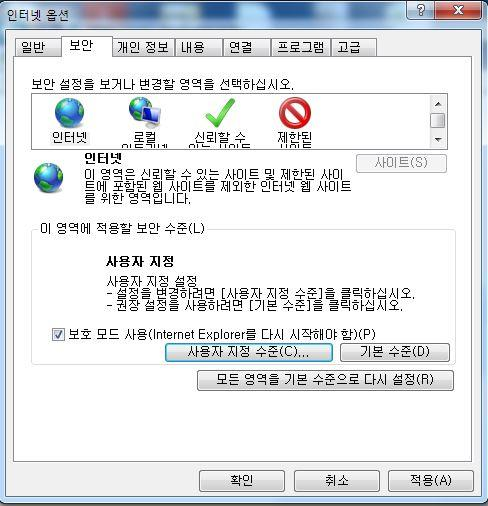 인터넷 옵션
일반 보안 개인 정보 내용 연결 프로그램 고급
보안 설정을 보거나 변경할 영역을 선택하십시오.
인터넷 로컬 신뢰할 수 제한된
인터넷
사이트(S)
이 영역은 신뢰할 수 있는 사이트 및 제한된 사이
트에 포함된 웹 사이트를 제외한 인터넷 웹 사이트
를 위한 영역입니다.
이 영역에 적용할 보안 수준(L)
사용자 지정
사용자 지정 설정
- 설정을 변경하려면 [사용자 지정 수준]을 클릭하십시오.
- 권장 설정을 사용하려면 [기본 수준]을 클릭하십시오.
보호 모드 사용(Internet Explorer를 다시 시작해야 함)(P)
사용자 지정 수준(C)... 기본 수준(D)
모든 영역을 기본 수준으로 다시 설정(R)
확인 취소 적용(A)